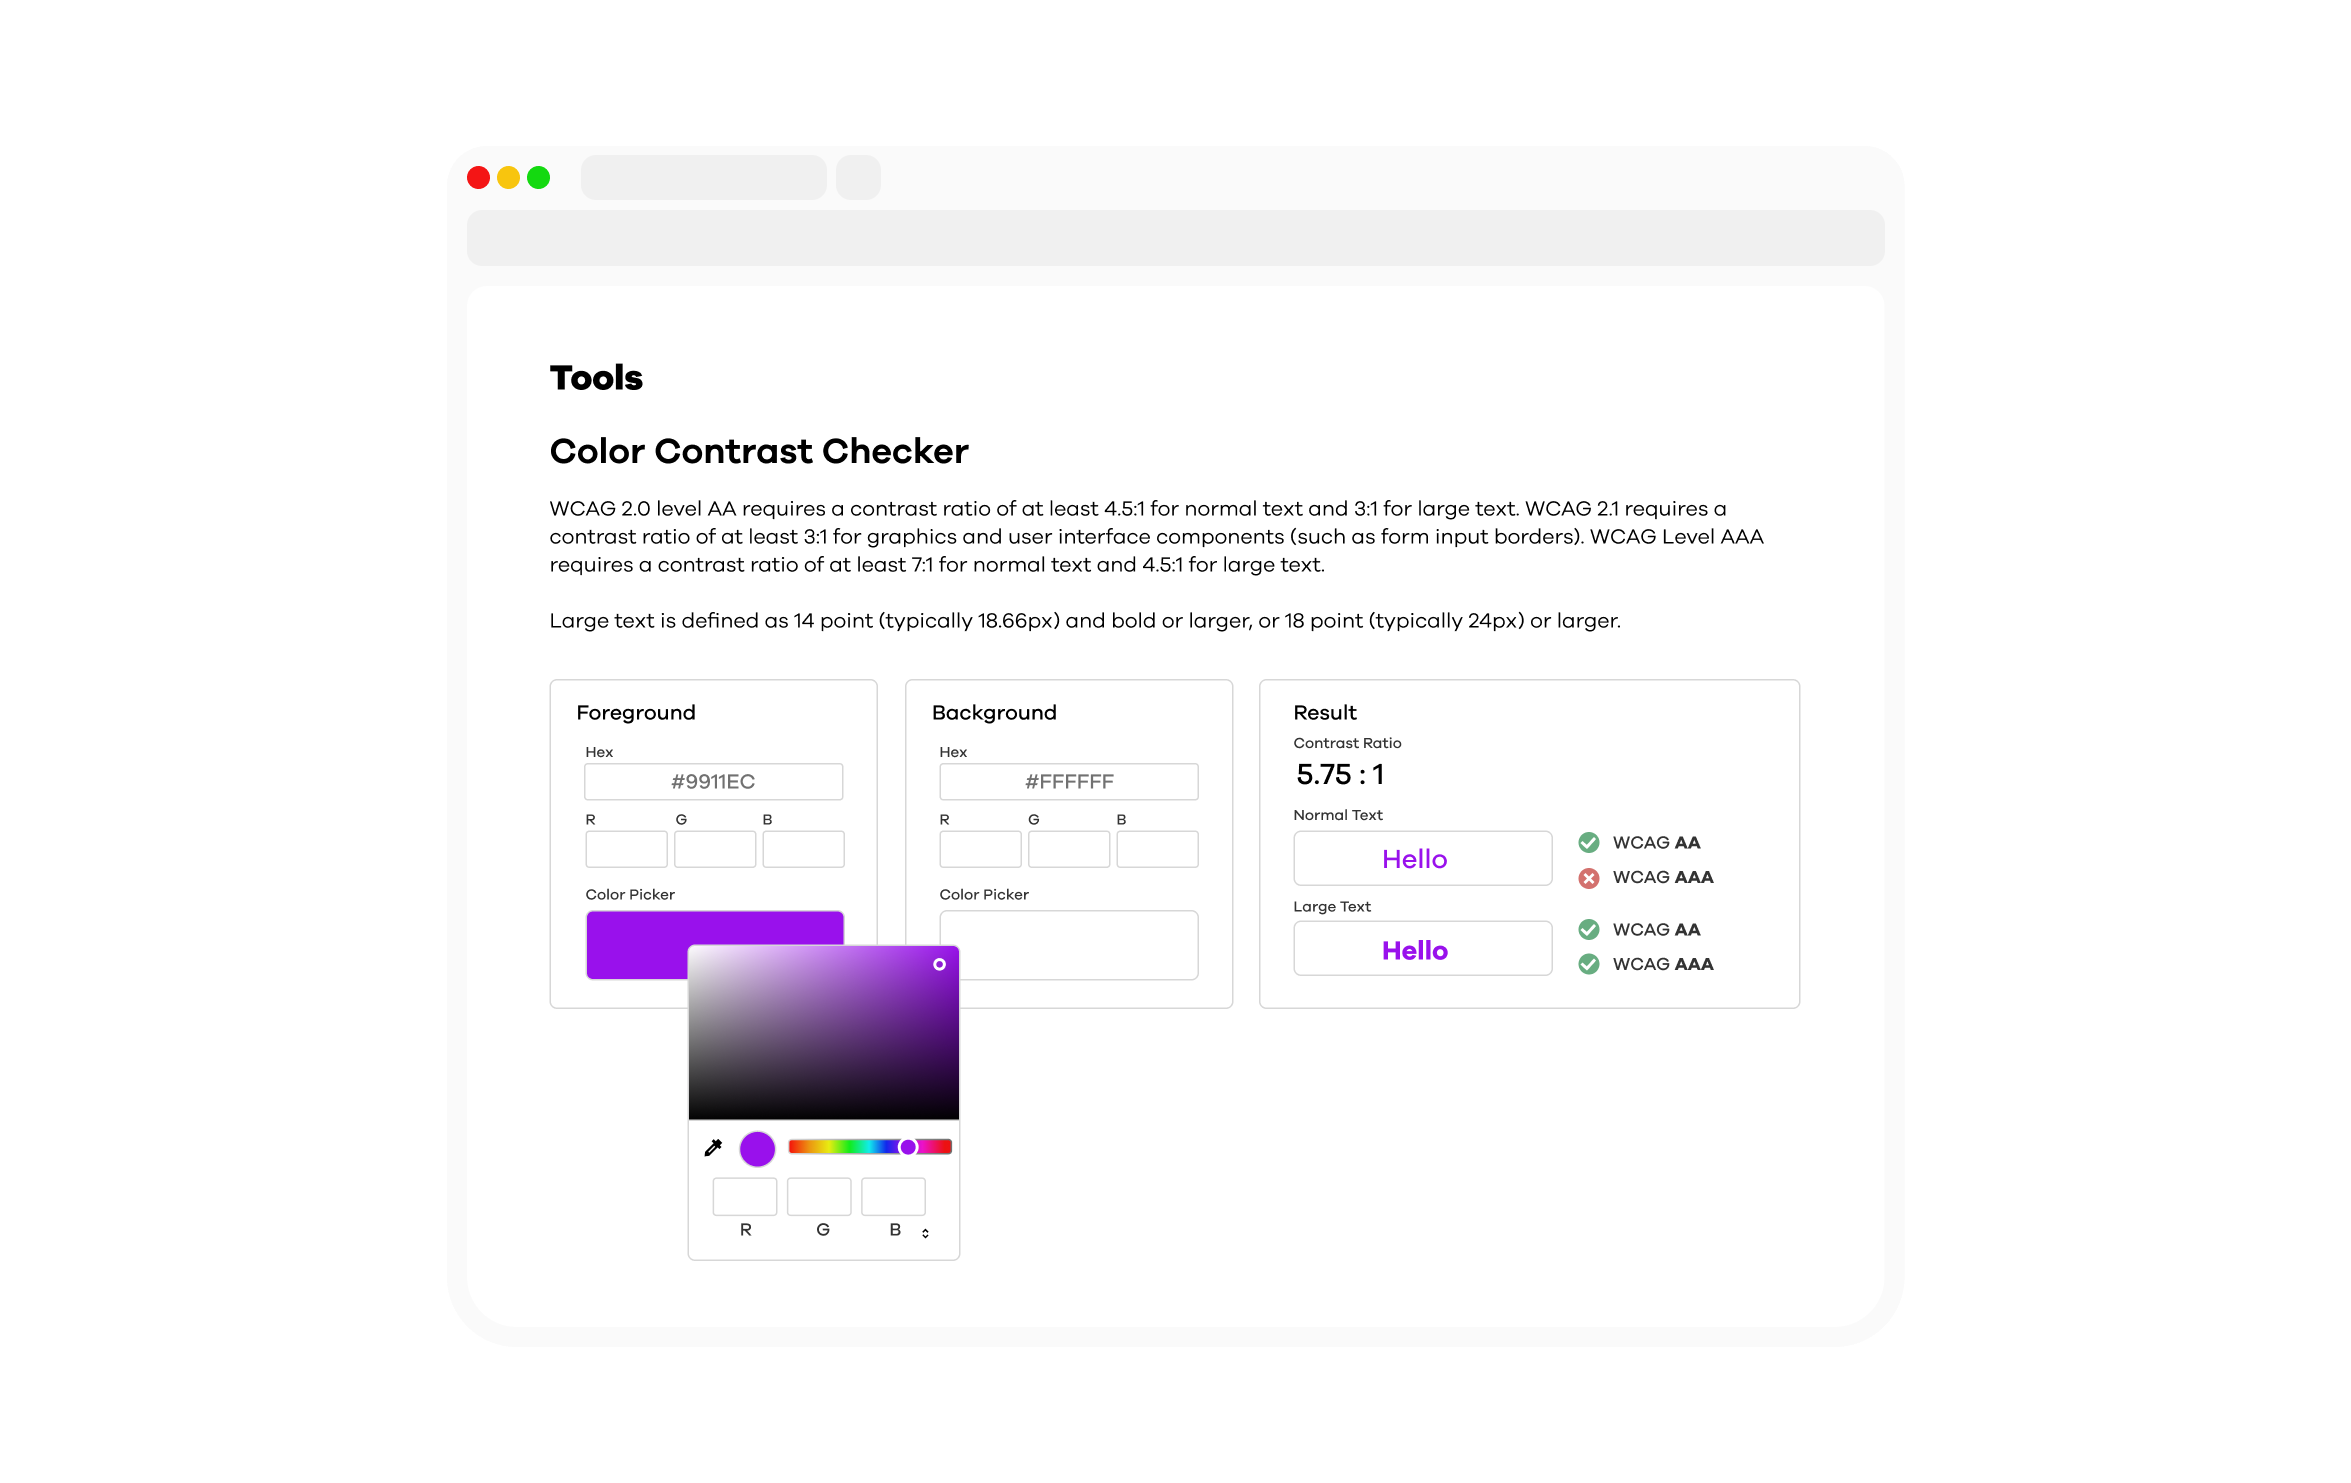 Tools
Color Contrast Checker
WCAG 2.0 level AA requires a contrast ratio of at least 4.5:1 for normal text and 3:1 for large text. WCAG 2.1 requires a
contrast ratio of at least 3:1 for graphics and user interface components (such as form input borders). WCAG Level AAA
requires a contrast ratio of at least 7:1 for normal text and 4.5:1 for large text.
Large text is defined as 14 point (typically 18.66px) and bold or larger, or 18 point (typically 24px) or larger.
Foreground
Hex
#9911EC
R G B
Color Picker
Background
Hex
#FFFFFF
R G B
Color Picker
Result
Contrast Ratio
5.75 : 1
Normal Text
Hello
WCAG AA
WCAG AAA
Large Text
Hello
WCAG AA
WCAG AAA
R G B